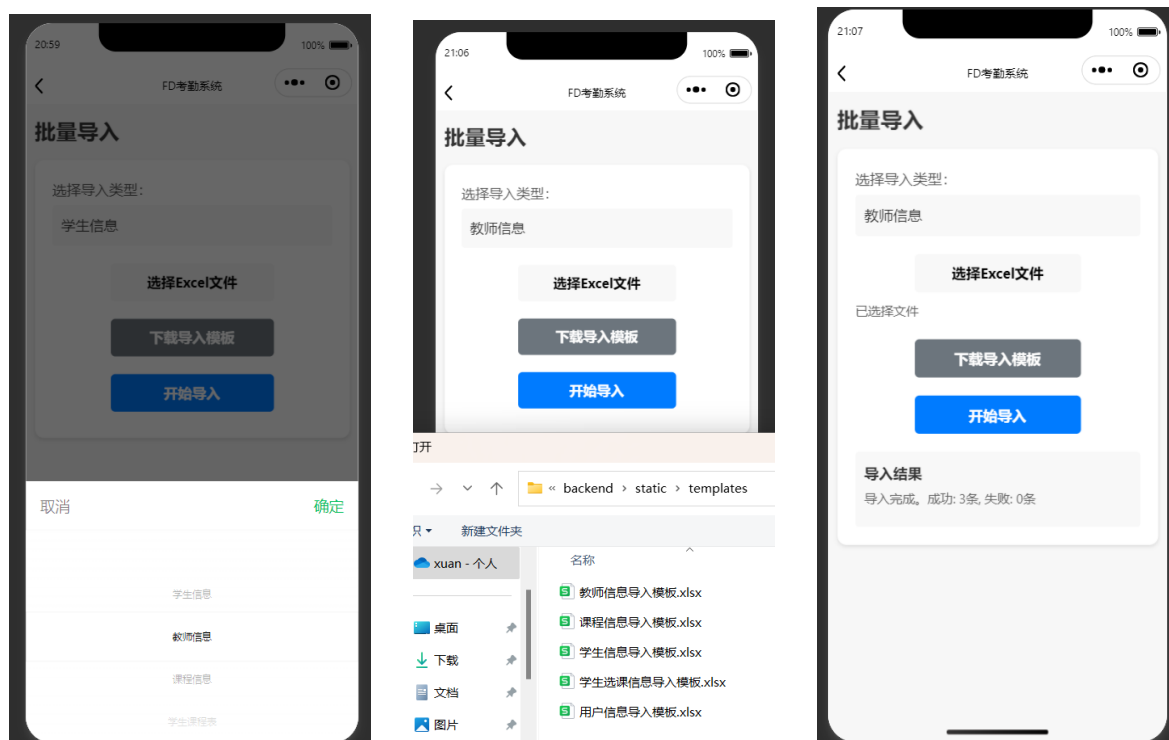 20:59
100%
FD考勤系统
批量导入
选择导入类型：
学生信息
选择Excel文件
下载导入模板
开始导入
取消
确定
学生信息
教师信息
课程信息
学生课程表
21:06
100%
FD考勤系统
批量导入
选择导入类型：
教师信息
选择Excel文件
下载导入模板
开始导入
打开
« backend › static › templates
织
新建文件夹
xuan - 个人
名称
桌面
下载
文档
图片
教师信息导入模板.xlsx
课程信息导入模板.xlsx
学生信息导入模板.xlsx
学生选课信息导入模板.xlsx
用户信息导入模板.xlsx
21:07
100%
FD考勤系统
批量导入
选择导入类型：
教师信息
选择Excel文件
已选择文件
下载导入模板
开始导入
导入结果
导入完成。成功: 3条, 失败: 0条